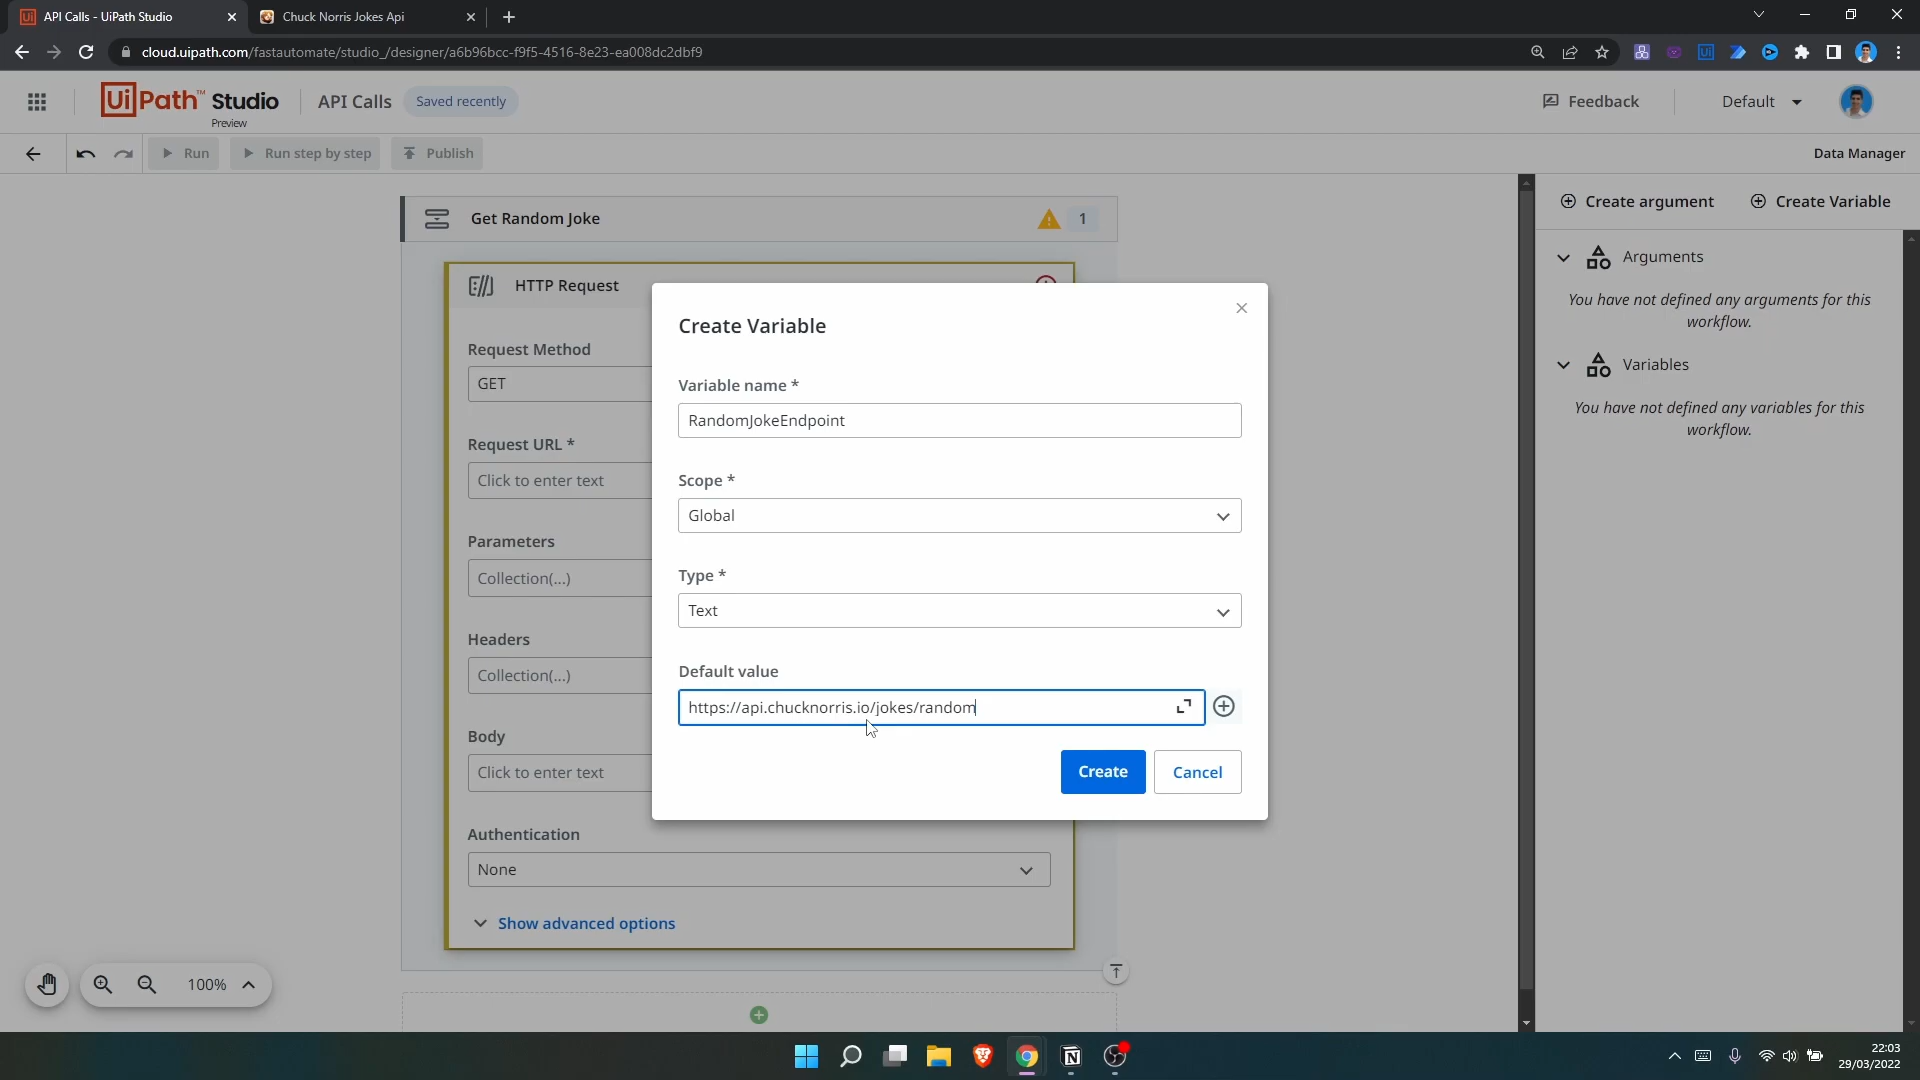 API Calls - UiPath Studio
Chuck Norris Jokes Api
cloud.uipath.com/fastautomate/studio_/designer/a6b96bcc-f9f5-4516-8e23-ea008dc2dbf9
UiPath™ Studio
Preview
API Calls
Saved recently
Feedback
Default
Run
Run step by step
Publish
Data Manager
Get Random Joke
1
Create argument
Create Variable
HTTP Request
Arguments
You have not defined any arguments for this
workflow.
Variables
You have not defined any variables for this
workflow.
Request Method
GET
Request URL *
Click to enter text
Parameters
Collection(...)
Headers
Collection(...)
Body
Click to enter text
Authentication
None
Show advanced options
Create Variable
Variable name *
RandomJokeEndpoint
Scope *
Global
Type *
Text
Default value
https://api.chucknorris.io/jokes/random
Create
Cancel
100%
22:03
29/03/2022